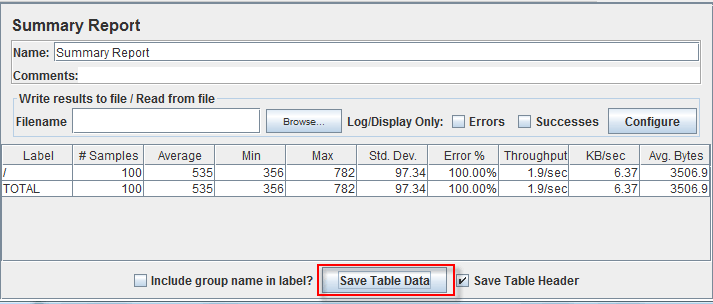 Summary Report
Name: Summary Report
Comments:
Write results to file / Read from file
Filename Browse... Log/Display Only: Errors Successes Configure
Label # Samples Average Min Max Std. Dev. Error % Throughput KB/sec Avg. Bytes
/ 100 535 356 782 97.34 100.00% 1.9/sec 6.37 3506.9
TOTAL 100 535 356 782 97.34 100.00% 1.9/sec 6.37 3506.9
Include group name in label? Save Table Data Save Table Header